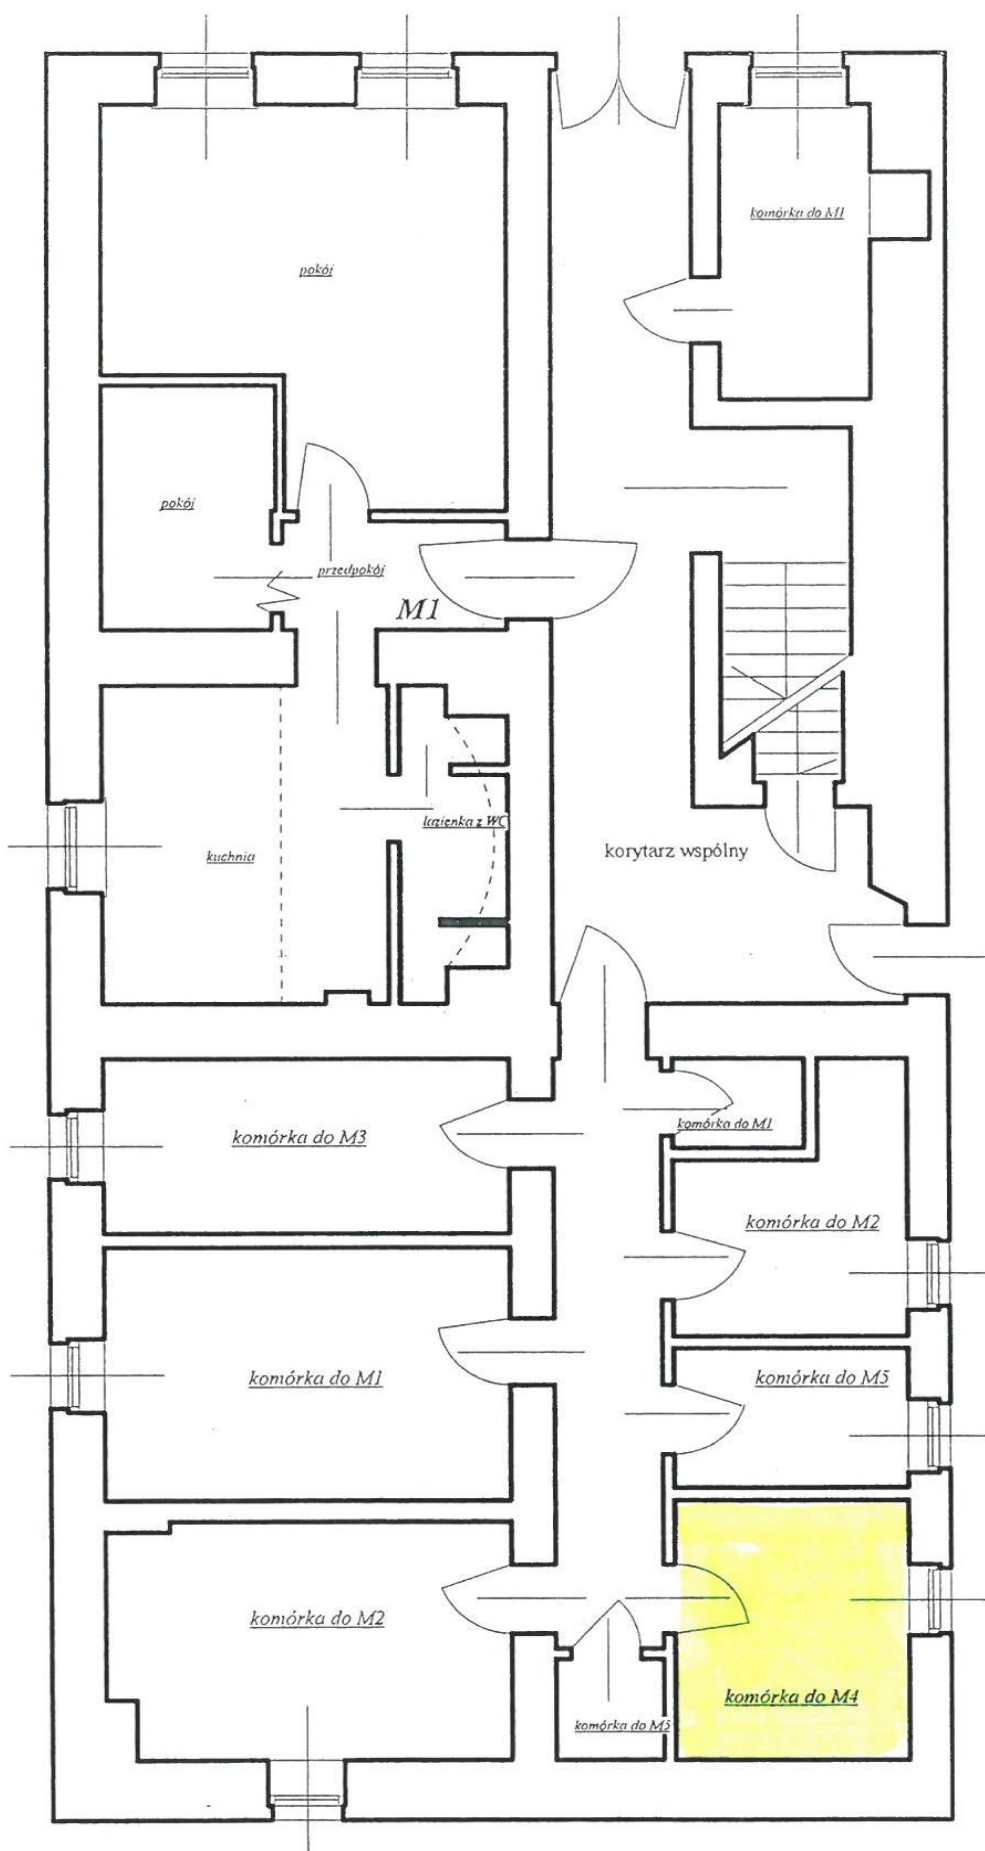 komórka do M1
pokój
pokój
przedpokój
M1
łazienka z WC
kuchnia
korytarz wspólny
komórka do M3
komórka do M1
komórka do M2
komórka do M1
komórka do M5
komórka do M2
komórka do M4
komórka do M5